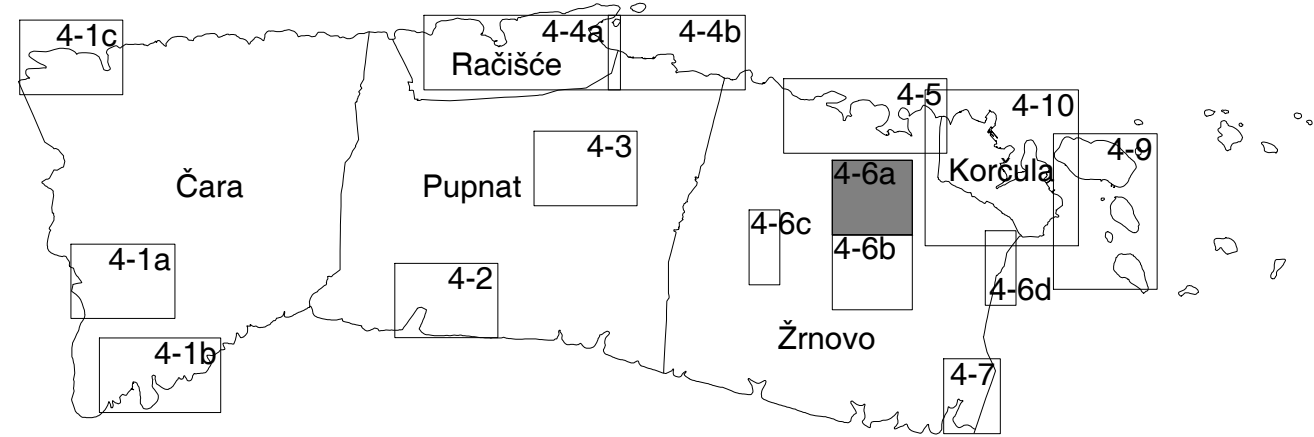 4-1c
4-4a
4-4b
Račišće
4-5
4-10
4-3
4-9
Čara
Pupnat
4-6a
Korčula
4-6c
4-6b
4-1a
4-2
4-6d
Žrnovo
4-1b
4-7